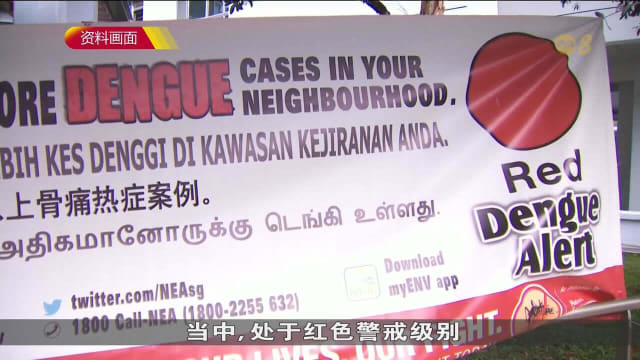 资料画面
8
ORE DENGUE CASES IN YOUR
NEIGHBOURHOOD.
BIH KES DENGGI DI KAWASAN KEJIRANAN ANDA.
上骨痛热症案例。
அதிகமானோருக்கு டெங்கி உள்ளது.
Red
Dengue
Alert
twitter.com/NEAsg
1800 Call-NEA (1800-2255 632)
Download
myENV app
当中,处于红色警戒级别
LIVES,